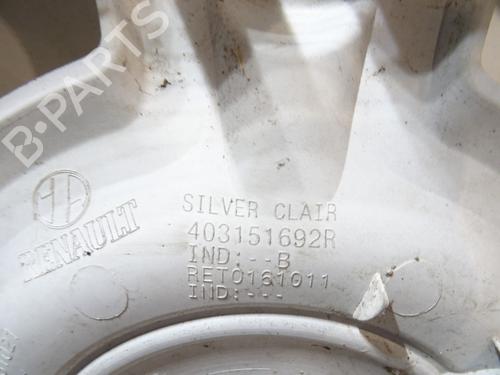 B-PARTS
RENAULT
SILVER CLAIR
403151692R
IND:--B
RET0161011
IND:---